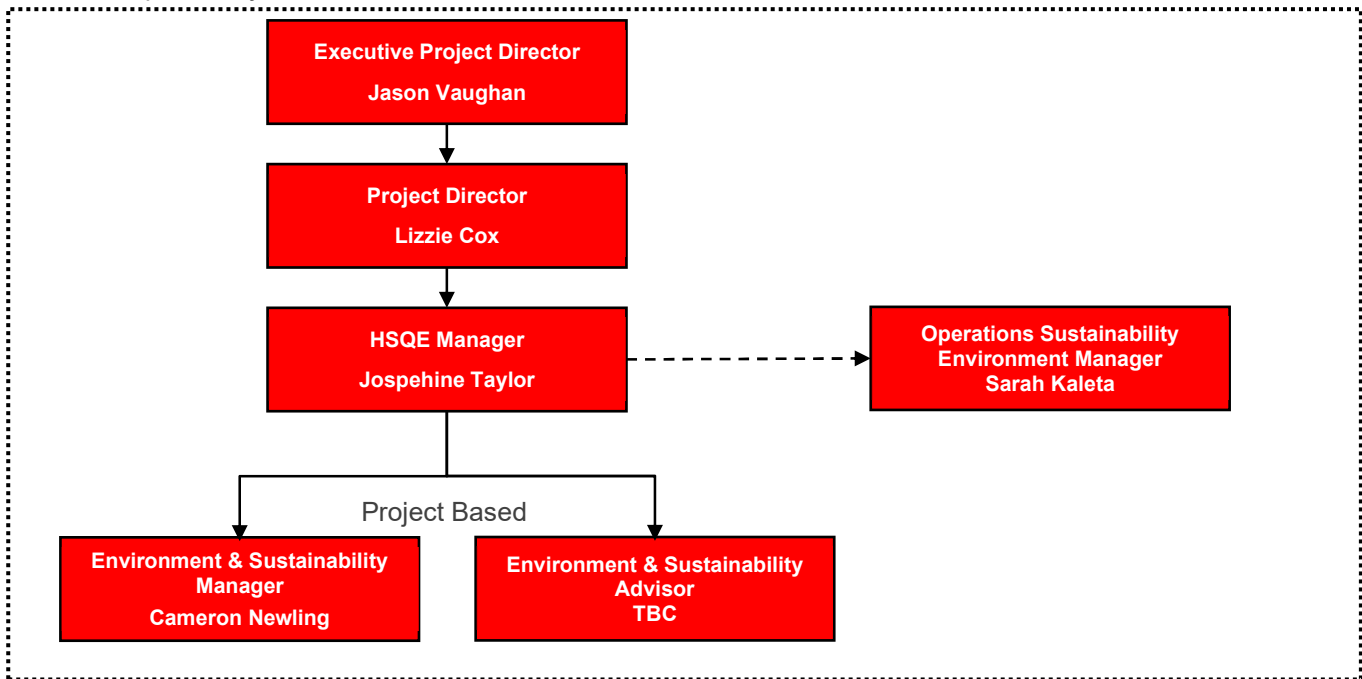 Executive Project Director
Jason Vaughan
Project Director
Lizzie Cox
HSQE Manager
Jospehine Taylor
Operations Sustainability
Environment Manager
Sarah Kaleta
Project Based
Environment & Sustainability
Manager
Cameron Newling
Environment & Sustainability
Advisor
TBC